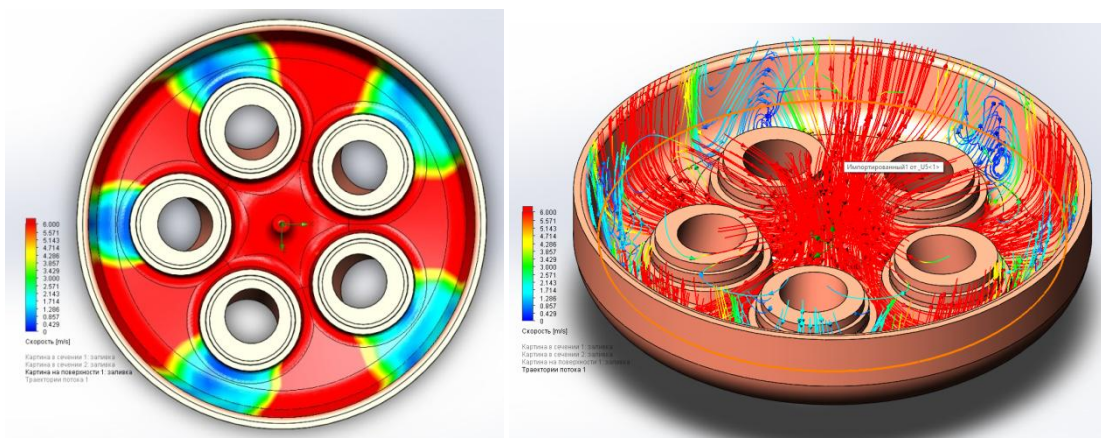 6.000
5.571
5.143
4.714
4.286
3.857
3.429
3.000
2.571
2.143
1.714
1.286
0.857
0.429
0
Скорость [m/s]
Картина в сечении 1: заливка
Картина в сечении 2: заливка
Картина на поверхности 1: заливка
Траектории потока 1
Импортированный1 от _U5<1>
6.000
5.571
5.143
4.714
4.286
3.857
3.429
3.000
2.571
2.143
1.714
1.286
0.857
0.429
0
Скорость [m/s]
Картина в сечении 1: заливка
Картина в сечении 2: заливка
Картина на поверхности 1: заливка
Траектории потока 1